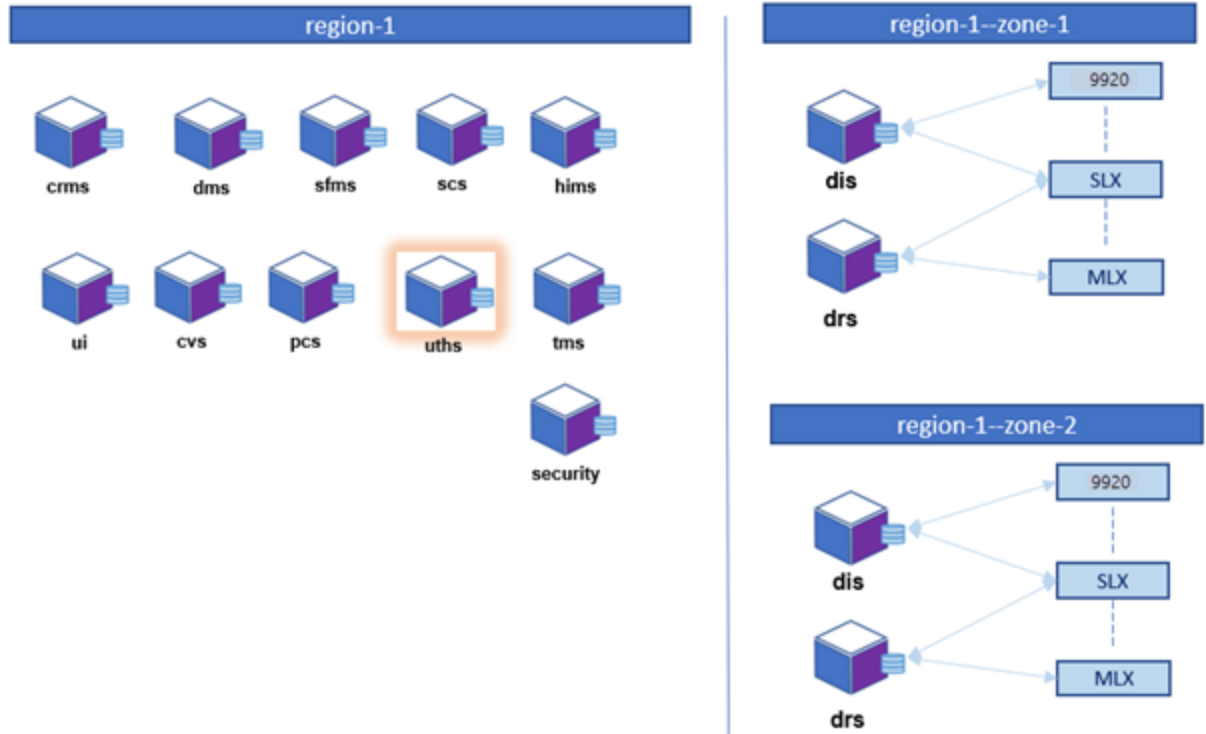 region-1
crms
dms
sfms
scs
hims
ui
cvs
pcs
uths
tms
security
region-1--zone-1
9920
dis
SLX
drs
MLX
region-1--zone-2
9920
dis
SLX
drs
MLX